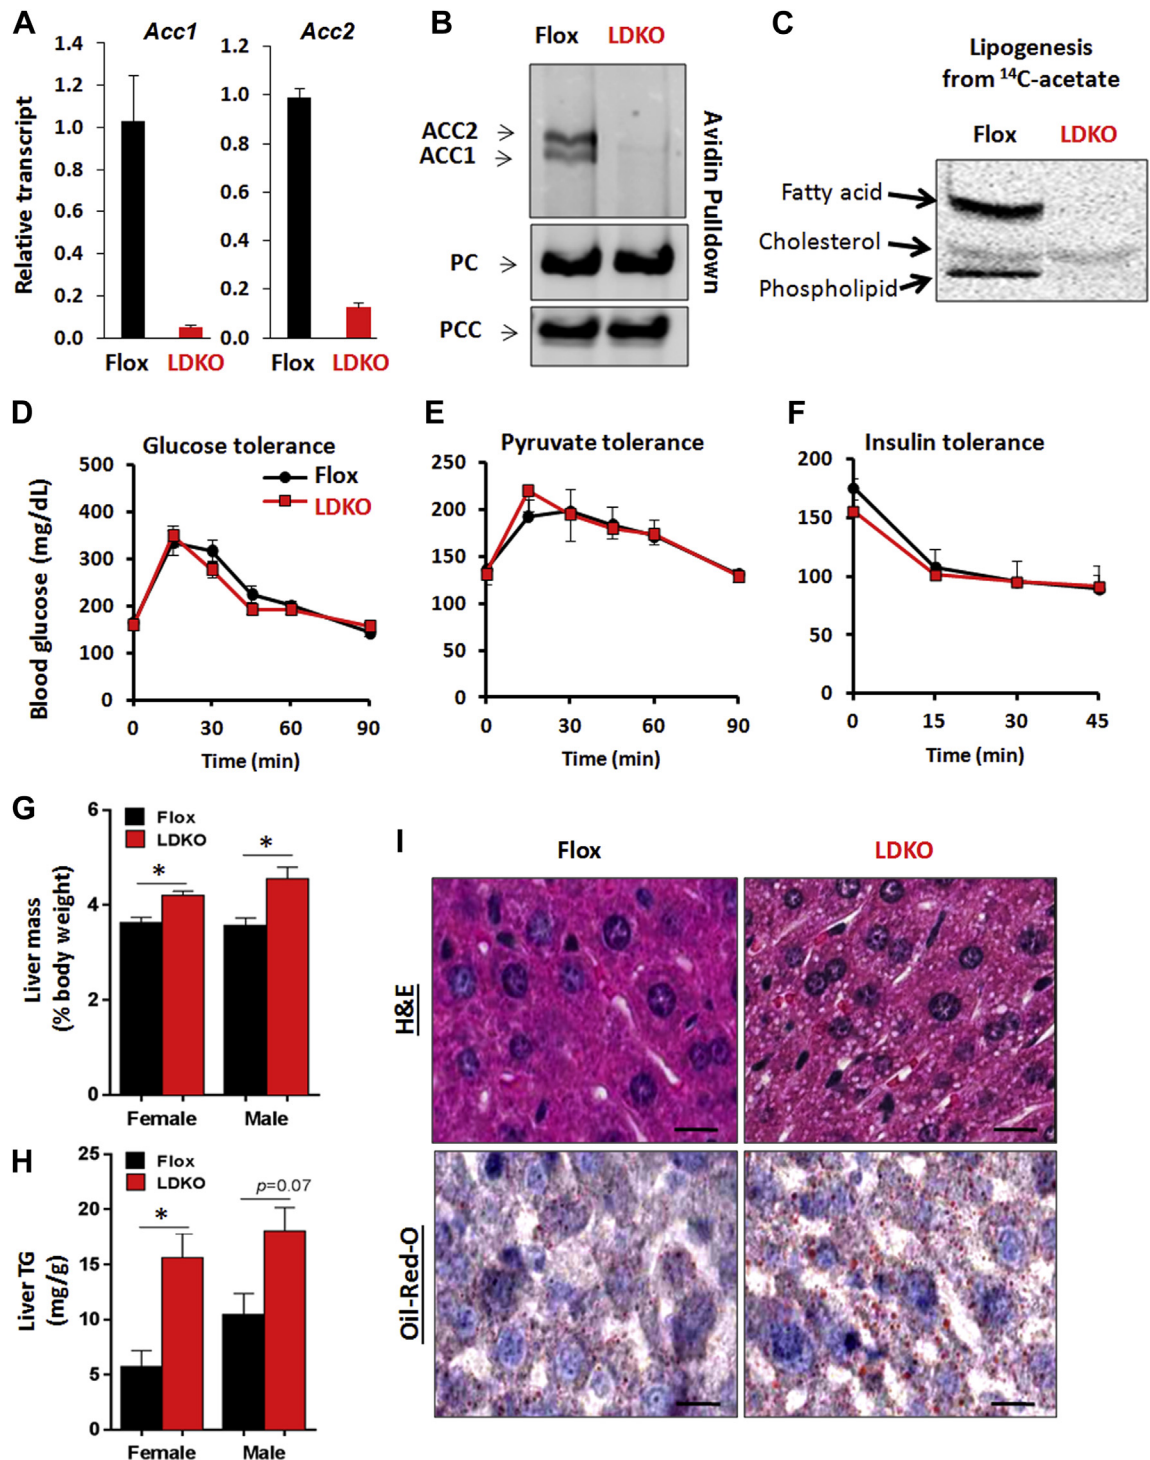 A
Acc1
Acc2
Relative transcript
1.4
1.2
1.0
0.8
0.6
0.4
0.2
0.0
1.2
1.0
0.8
0.6
0.4
0.2
0.0
Flox LDKO
Flox LDKO
B
Flox LDKO
ACC2
ACC1
PC
PCC
Avidin Pulldown
C
Lipogenesis
from ¹⁴C-acetate
Flox LDKO
Fatty acid
Cholesterol
Phospholipid
D
Glucose tolerance
Flox
LDKO
Blood glucose (mg/dL)
500
400
300
200
100
0
0 30 60 90
Time (min)
E
Pyruvate tolerance
250
200
150
100
50
0
0 30 60 90
Time (min)
F
Insulin tolerance
200
150
100
50
0
0 15 30 45
Time (min)
G
Flox
LDKO
Liver mass
(% body weight)
6
4
2
0
* *
Female Male
H
Flox
LDKO
Liver TG
(mg/g)
25
20
15
10
5
0
*
p=0.07
Female Male
I
Flox LDKO
H&E
Oil-Red-O